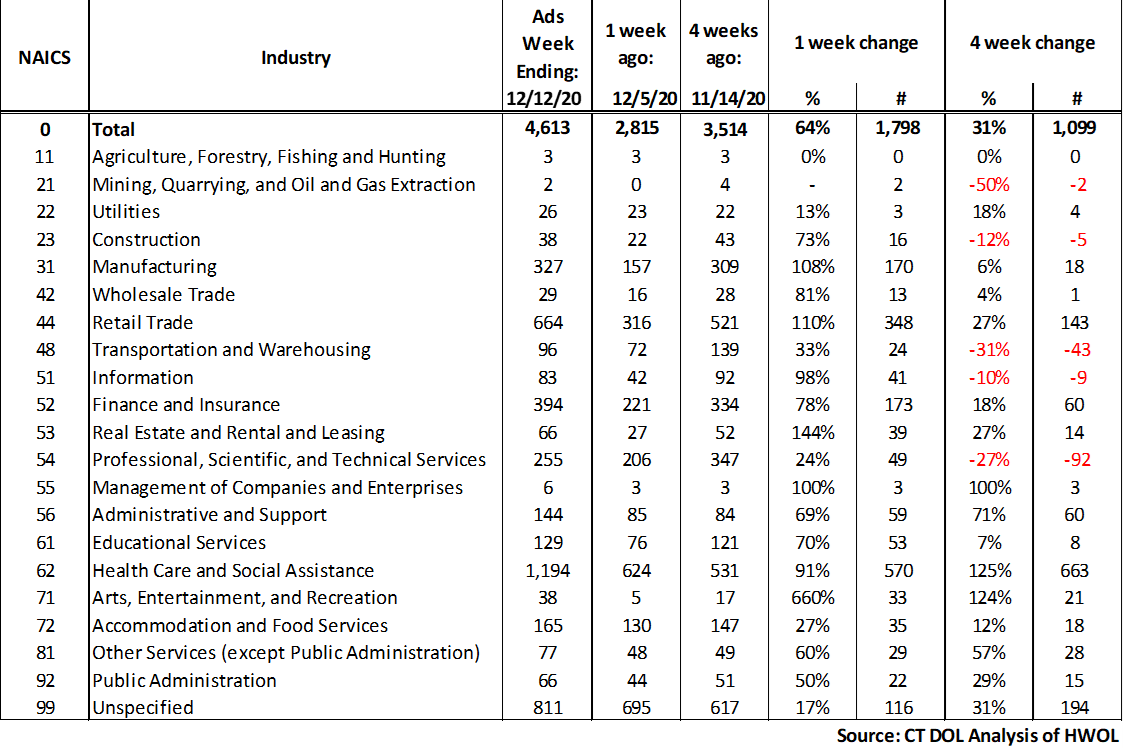 NAICS Industry Ads Week Ending: 12/12/20 1 week ago: 12/5/20 4 weeks ago: 11/14/20 1 week change % # 4 week change % #
0 Total 4,613 2,815 3,514 64% 1,798 31% 1,099
11 Agriculture, Forestry, Fishing and Hunting 3 3 3 0% 0 0% 0
21 Mining, Quarrying, and Oil and Gas Extraction 2 0 4 - 2 -50% -2
22 Utilities 26 23 22 13% 3 18% 4
23 Construction 38 22 43 73% 16 -12% -5
31 Manufacturing 327 157 309 108% 170 6% 18
42 Wholesale Trade 29 16 28 81% 13 4% 1
44 Retail Trade 664 316 521 110% 348 27% 143
48 Transportation and Warehousing 96 72 139 33% 24 -31% -43
51 Information 83 42 92 98% 41 -10% -9
52 Finance and Insurance 394 221 334 78% 173 18% 60
53 Real Estate and Rental and Leasing 66 27 52 144% 39 27% 14
54 Professional, Scientific, and Technical Services 255 206 347 24% 49 -27% -92
55 Management of Companies and Enterprises 6 3 3 100% 3 100% 3
56 Administrative and Support 144 85 84 69% 59 71% 60
61 Educational Services 129 76 121 70% 53 7% 8
62 Health Care and Social Assistance 1,194 624 531 91% 570 125% 663
71 Arts, Entertainment, and Recreation 38 5 17 660% 33 124% 21
72 Accommodation and Food Services 165 130 147 27% 35 12% 18
81 Other Services (except Public Administration) 77 48 49 60% 29 57% 28
92 Public Administration 66 44 51 50% 22 29% 15
99 Unspecified 811 695 617 17% 116 31% 194
Source: CT DOL Analysis of HWOL